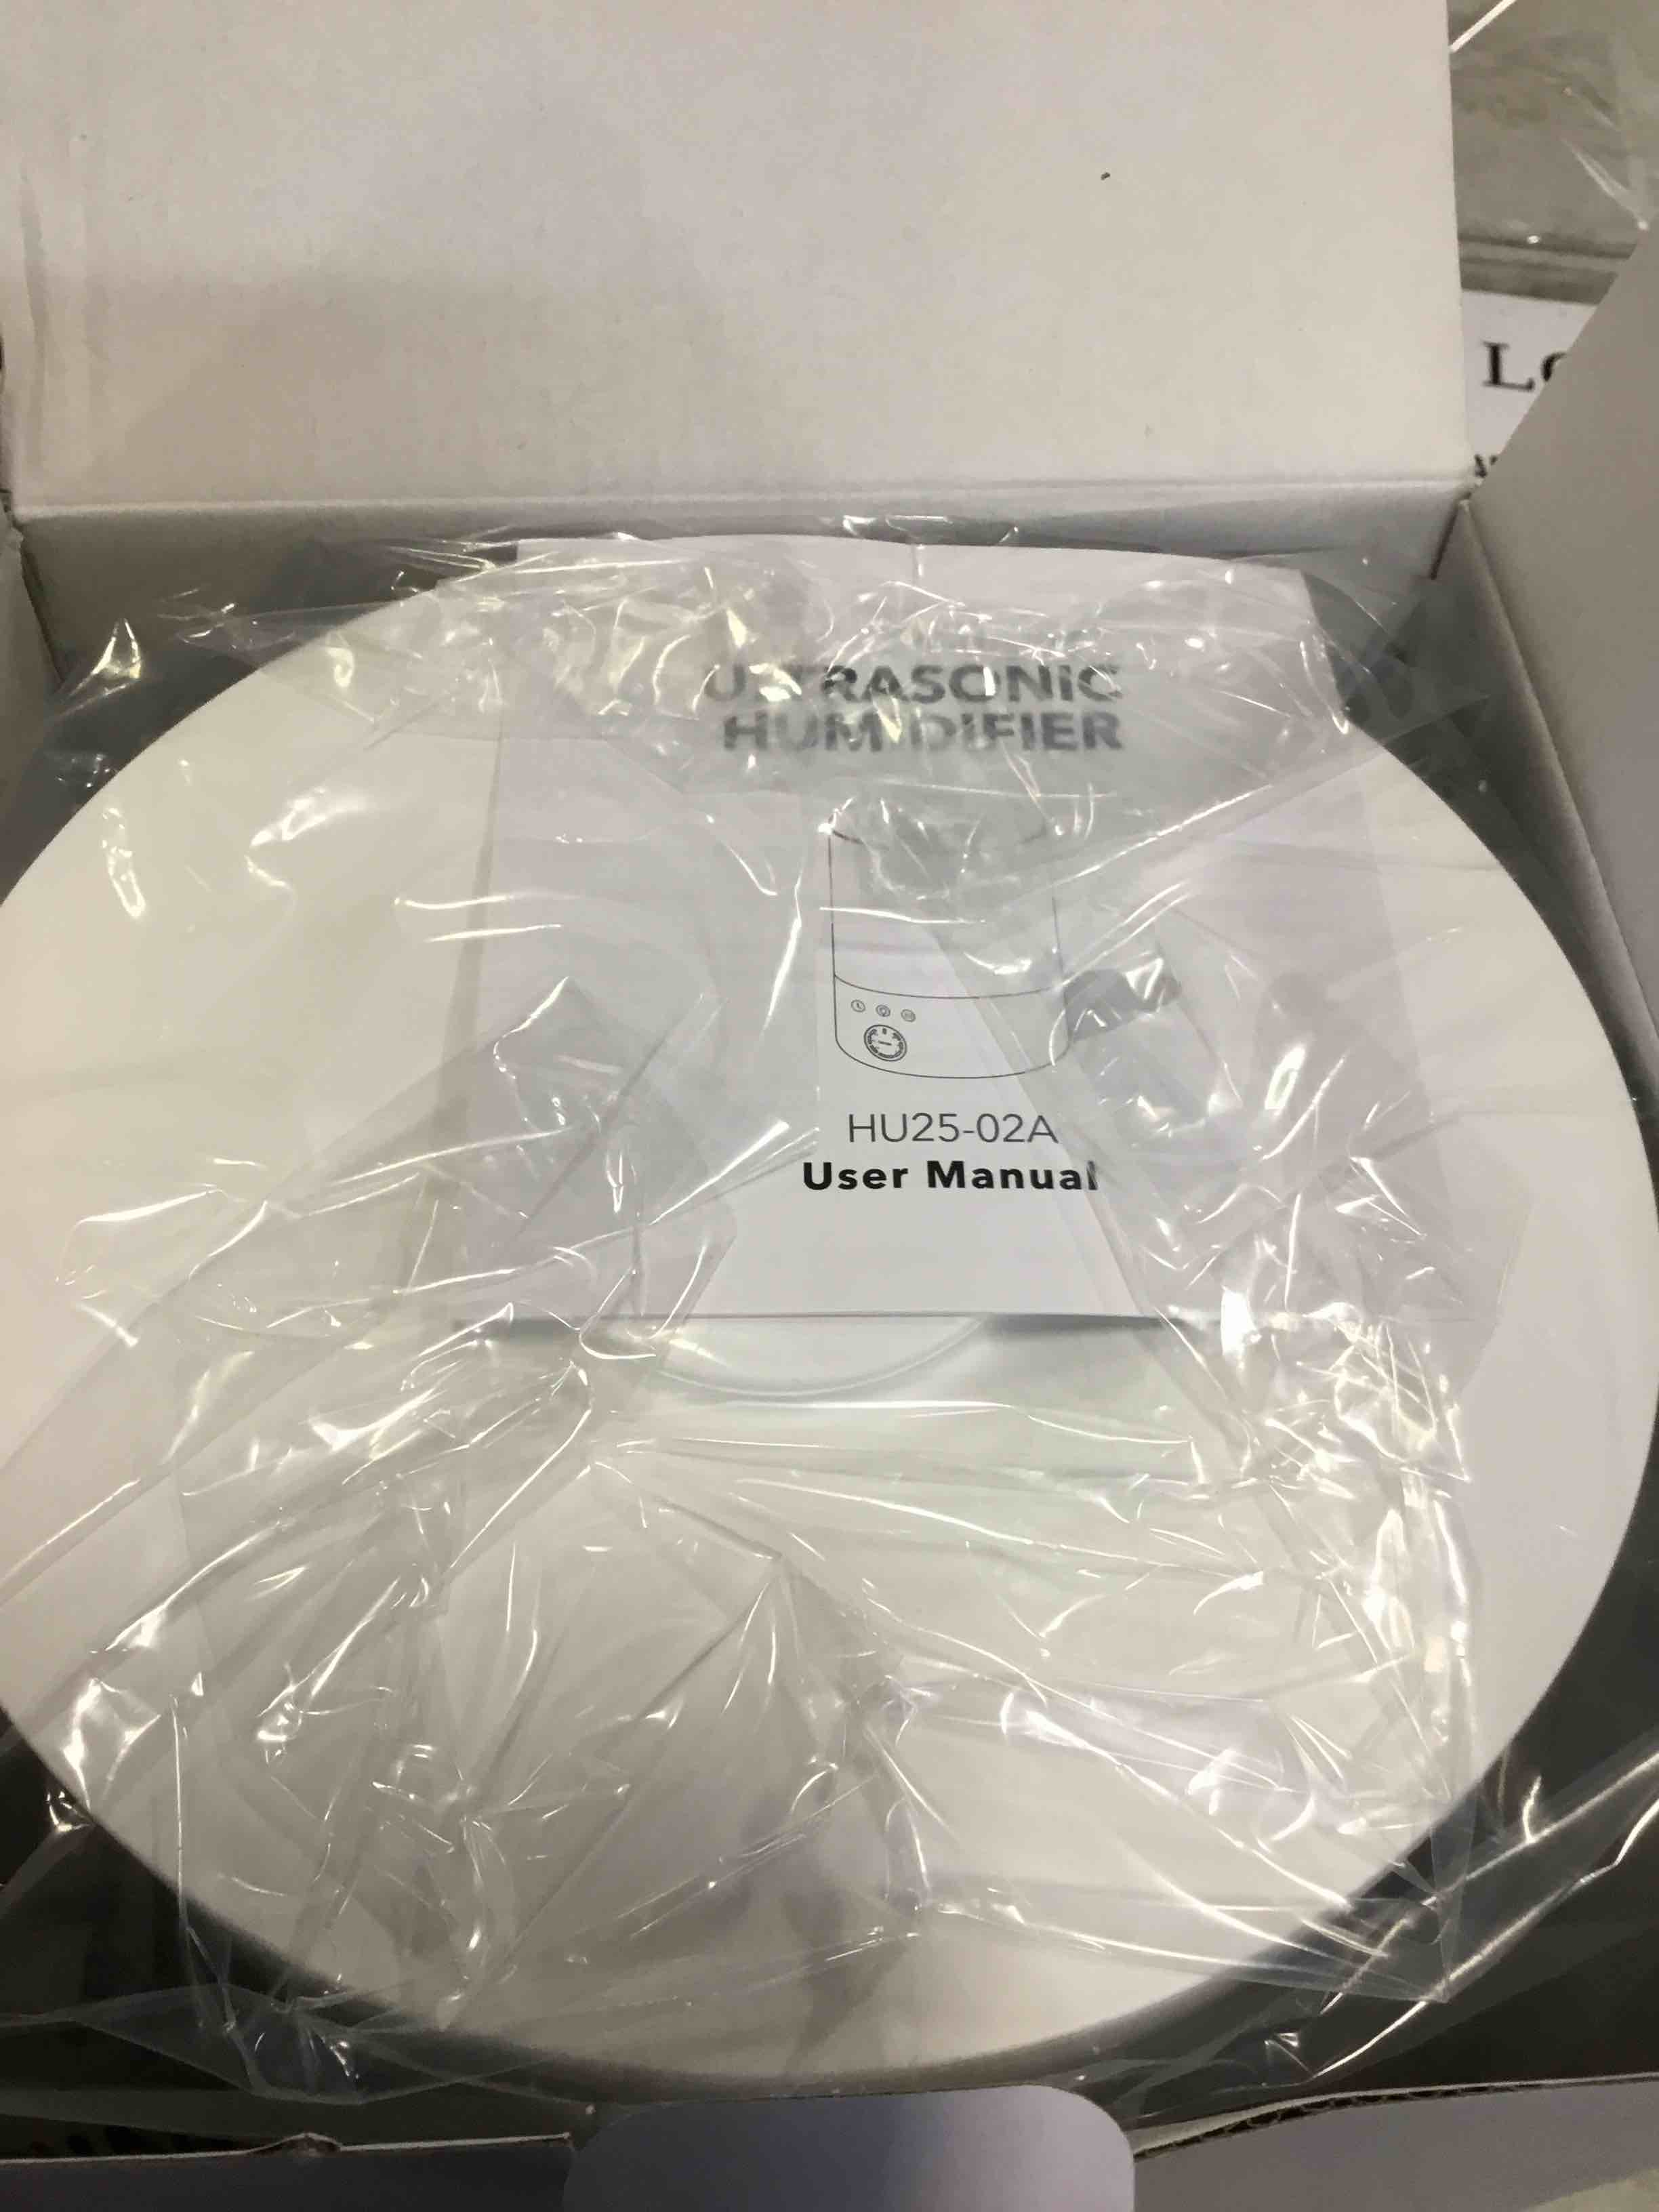 ULTRASONIC
HUMIDIFIER
HU25-02A
User Manual